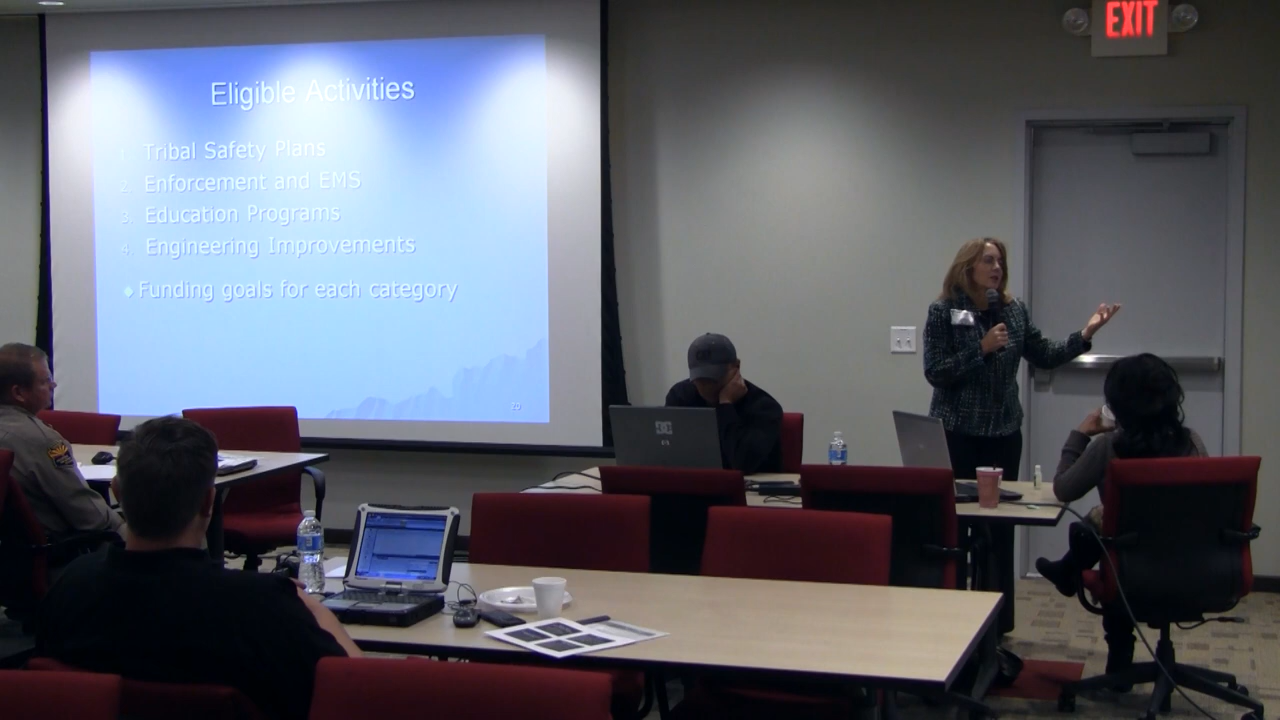 EXIT
Eligible Activities
1. Tribal Safety Plans
2. Enforcement and EMS
3. Education Programs
4. Engineering Improvements
Funding goals for each category